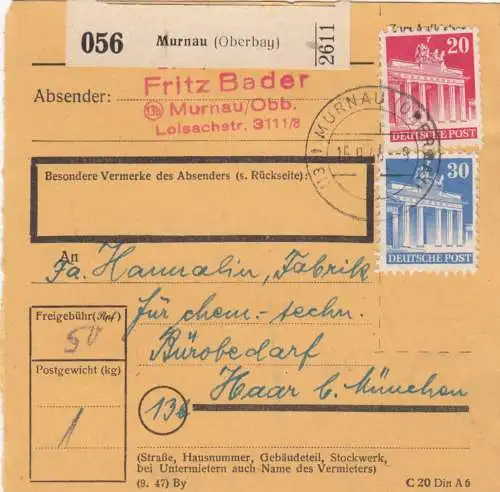 056
Murnau (Oberbay)
2611
Absender:
Fritz Bader
Murnau/Obb.
Loisachstr. 3111/8
20
DEUTSCHE POST
MURNAU
30
DEUTSCHE POST
Besondere Vermerke des Absenders (s. Rückseite):
An
Fa. Hannalin, Fabrik
für chem.- techn.
Bürobedarf
Haar b. München
13b
Freigebühr (Rpf)
50
Postgewicht (kg)
1
(Straße, Hausnummer, Gebäudeteil, Stockwerk,
bei Untermietern auch Name des Vermieters)
(9. 47) By
C 20 Din A 6